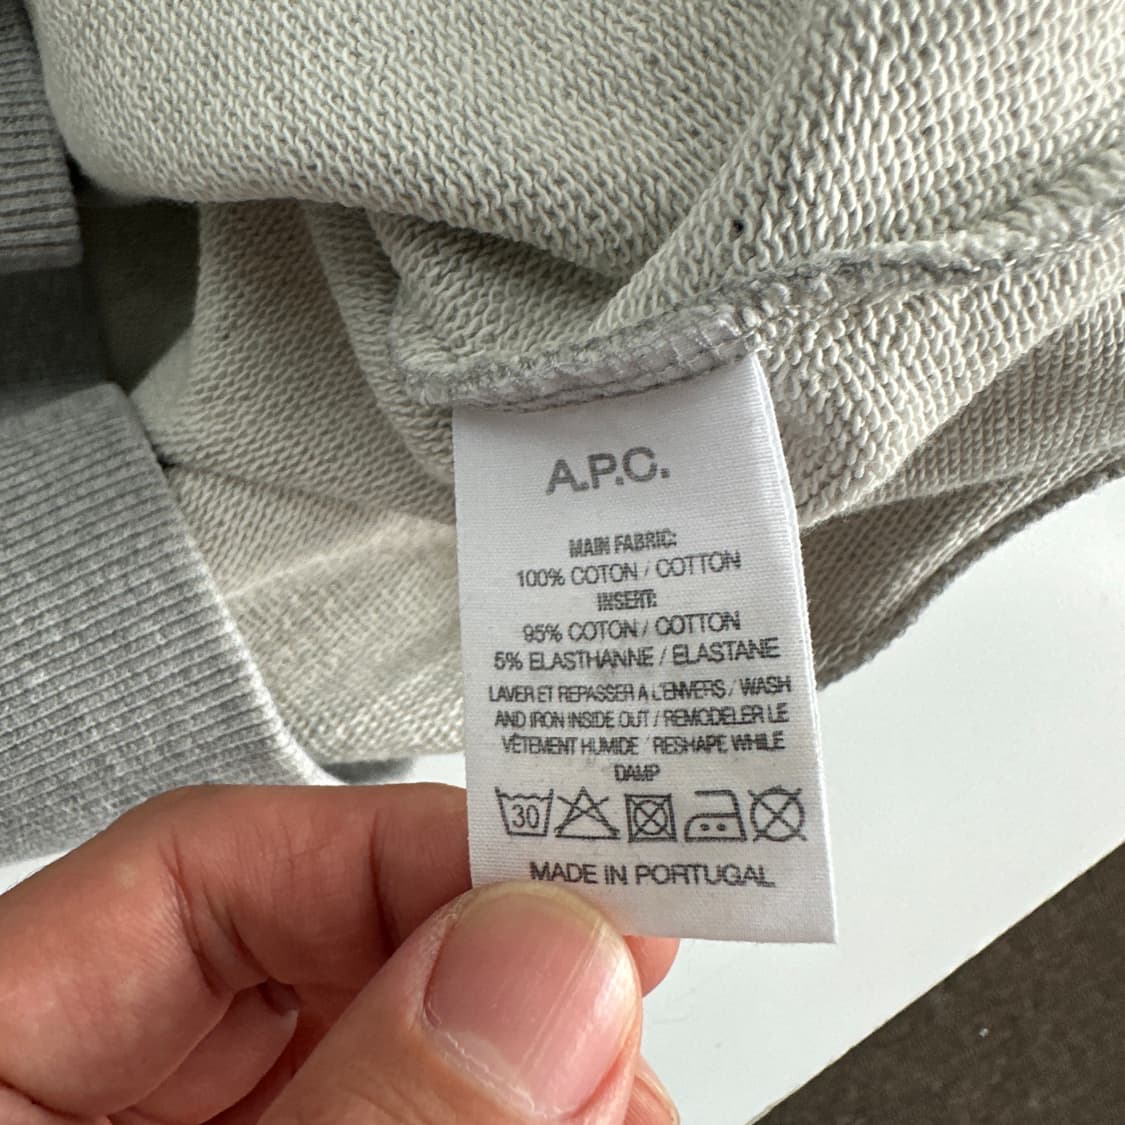 A.P.C.
MAIN FABRIC:
100% COTON / COTTON
INSERT:
95% COTON / COTTON
5% ELASTHANNE / ELASTANE
LAVER ET REPASSER A L'ENVERS / WASH
AND IRON INSIDE OUT / REMODELER LE
VÊTEMENT HUMIDE / RESHAPE WHILE
DAMP
30
MADE IN PORTUGAL